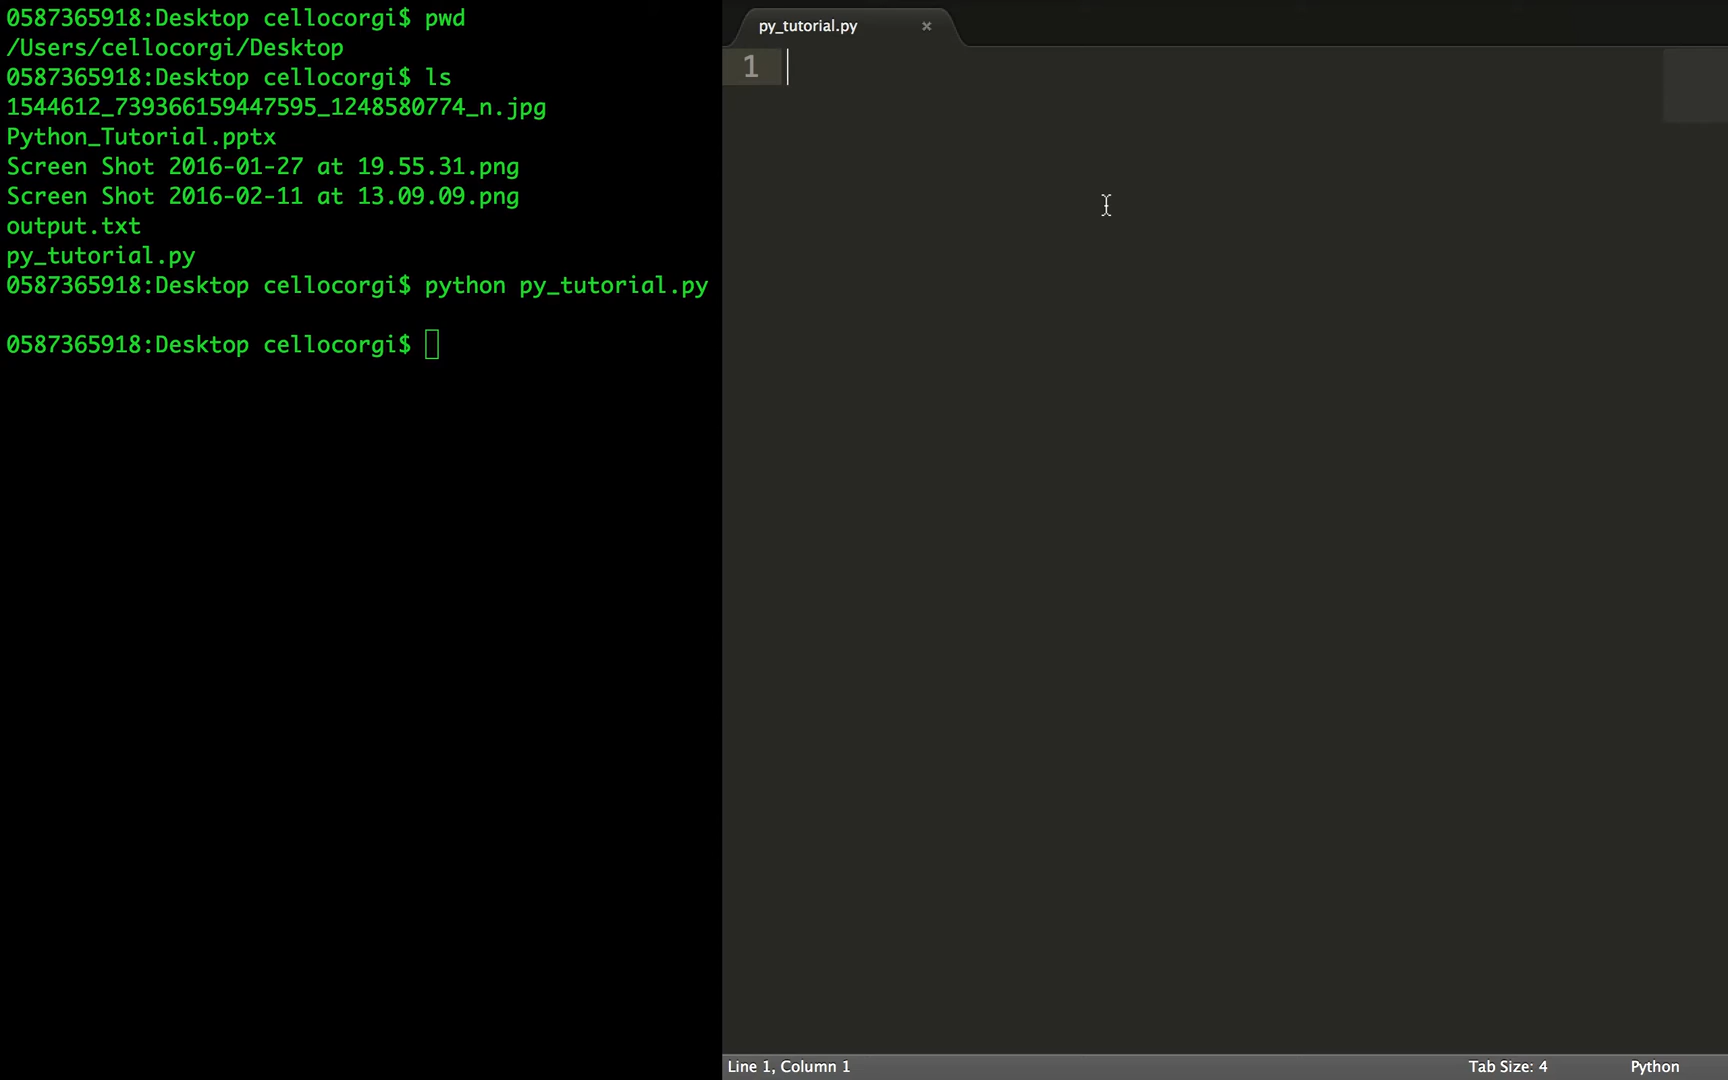 0587365918:Desktop cellocorgi$ pwd
/Users/cellocorgi/Desktop
0587365918:Desktop cellocorgi$ ls
1544612_739366159447595_1248580774_n.jpg
Python_Tutorial.pptx
Screen Shot 2016-01-27 at 19.55.31.png
Screen Shot 2016-02-11 at 13.09.09.png
output.txt
py_tutorial.py
0587365918:Desktop cellocorgi$ python py_tutorial.py
0587365918:Desktop cellocorgi$
py_tutorial.py ×
1
Line 1, Column 1
Tab Size: 4
Python